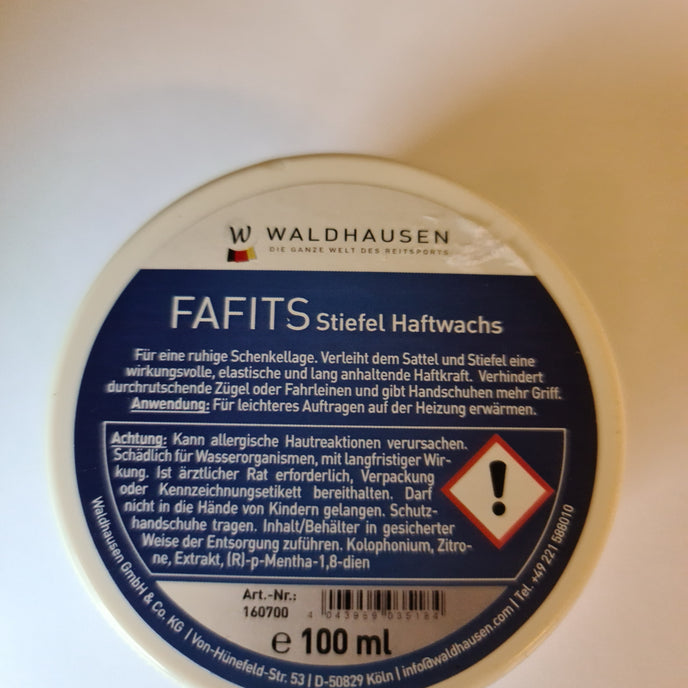 W WALDHAUSEN
DIE GANZE WELT DES REITSPORTS
FAFITS Stiefel Haftwachs
Für eine ruhige Schenkellage. Verleiht dem Sattel und Stiefel eine
wirkungsvolle, elastische und lang anhaltende Haftkraft. Verhindert
durchrutschende Zügel oder Fahrleinen und gibt Handschuhen mehr Griff.
Anwendung: Für leichteres Auftragen auf der Heizung erwärmen.
Achtung: Kann allergische Hautreaktionen verursachen.
Schädlich für Wasserorganismen, mit langfristiger Wir-
kung. Ist ärztlicher Rat erforderlich, Verpackung
oder Kennzeichnungsetikett bereithalten. Darf
nicht in die Hände von Kindern gelangen. Schutz-
handschuhe tragen. Inhalt/Behälter in gesicherter
Weise der Entsorgung zuführen. Kolophonium, Zitro-
ne, Extrakt, (R)-p-Mentha-1,8-dien
Art.-Nr.:
160700
4 043969 035184
e 100 ml
Waldhausen GmbH & Co. KG | Von-Hünefeld-Str. 53 | D-50829 Köln | info@waldhausen.com | Tel. +49 221 588010